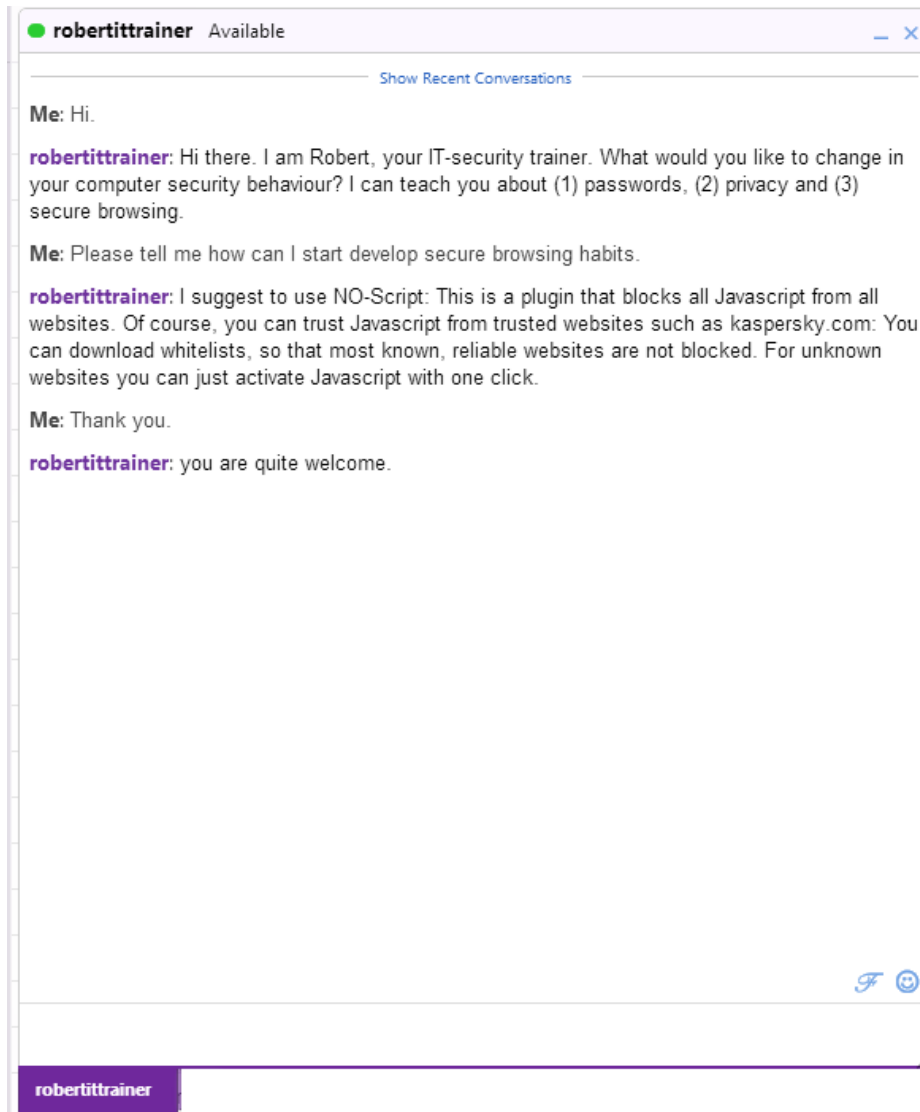 robertittrainer Available
Show Recent Conversations
Me: Hi.
robertittrainer: Hi there. I am Robert, your IT-security trainer. What would you like to change in
your computer security behaviour? I can teach you about (1) passwords, (2) privacy and (3)
secure browsing.
Me: Please tell me how can I start develop secure browsing habits.
robertittrainer: I suggest to use NO-Script: This is a plugin that blocks all Javascript from all
websites. Of course, you can trust Javascript from trusted websites such as kaspersky.com: You
can download whitelists, so that most known, reliable websites are not blocked. For unknown
websites you can just activate Javascript with one click.
Me: Thank you.
robertittrainer: you are quite welcome.
robertittrainer